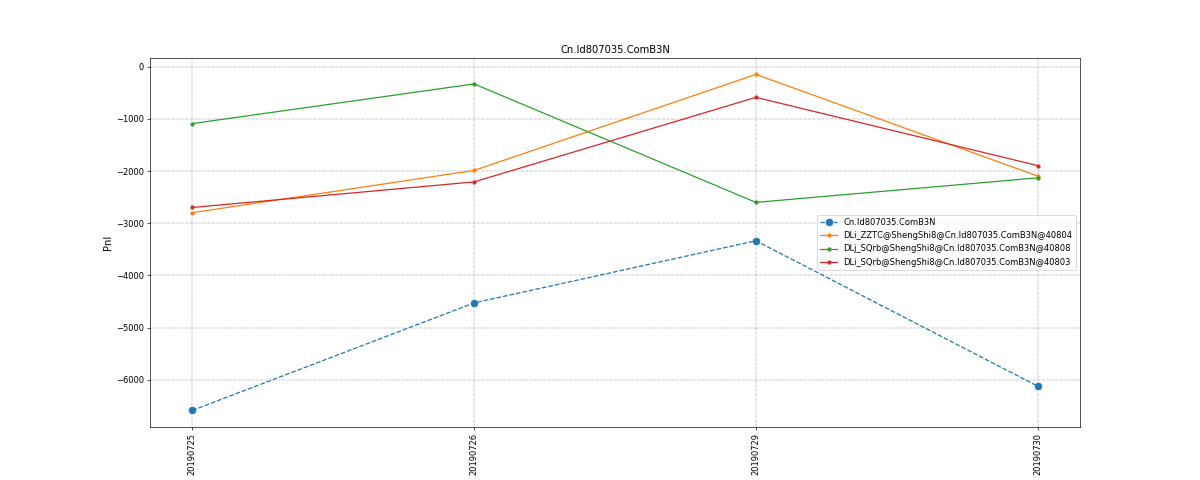 Cn.Id807035.ComB3N
0
−1000
−2000
−3000
−4000
−5000
−6000
Pnl
Cn.Id807035.ComB3N
DLi_ZZTC@ShengShi8@Cn.Id807035.ComB3N@40804
DLj_SQrb@ShengShi8@Cn.Id807035.ComB3N@40808
DLi_SQrb@ShengShi8@Cn.Id807035.ComB3N@40803
20190725
20190726
20190729
20190730